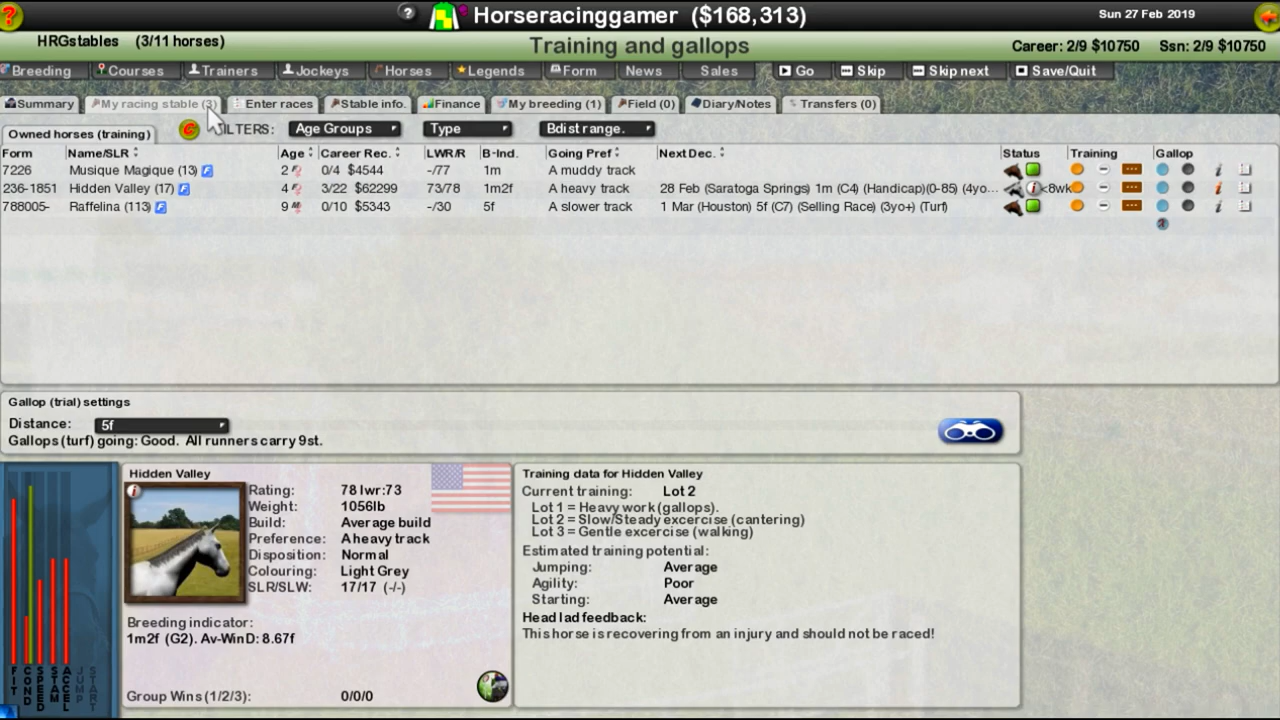 ? Horseracinggamer ($168,313) Sun 27 Feb 2019
HRGstables (3/11 horses) Training and gallops Career: 2/9 $10750 Ssn: 2/9 $10750
Breeding Courses Trainers Jockeys Horses Legends Form News Sales Go Skip Skip next Save/Quit
Summary My racing stable (3) Enter races Stable info. Finance My breeding (1) Field (0) Diary/Notes Transfers (0)
Owned horses (training) ILTERS: Age Groups Type Bdist range.
Form Name/SLR Age Career Rec. LWR/R B-Ind. Going Pref Next Dec. Status Training Gallop
7226 Musique Magique (13) 2 0/4 $4544 -/77 1m A muddy track
236-1851 Hidden Valley (17) 4 3/22 $62299 73/78 1m2f A heavy track 28 Feb (Saratoga Springs) 1m (C4) (Handicap)(0-85) (4yo... <8wk
788005- Raffelina (113) 9 0/10 $5343 -/30 5f A slower track 1 Mar (Houston) 5f (C7) (Selling Race) (3yo+) (Turf)
Gallop (trial) settings
Distance: 5f
Gallops (turf) going: Good. All runners carry 9st.
Hidden Valley
Rating: 78 lwr:73
Weight: 1056lb
Build: Average build
Preference: A heavy track
Disposition: Normal
Colouring: Light Grey
SLR/SLW: 17/17 (-/-)
Breeding indicator:
1m2f (G2). Av-WinD: 8.67f
Group Wins (1/2/3): 0/0/0
Training data for Hidden Valley
Current training: Lot 2
Lot 1 = Heavy work (gallops).
Lot 2 = Slow/Steady excercise (cantering)
Lot 3 = Gentle excercise (walking)
Estimated training potential:
Jumping: Average
Agility: Poor
Starting: Average
Head lad feedback:
This horse is recovering from an injury and should not be raced!
FIT COND SPEED STAM ACCEL JUMP START